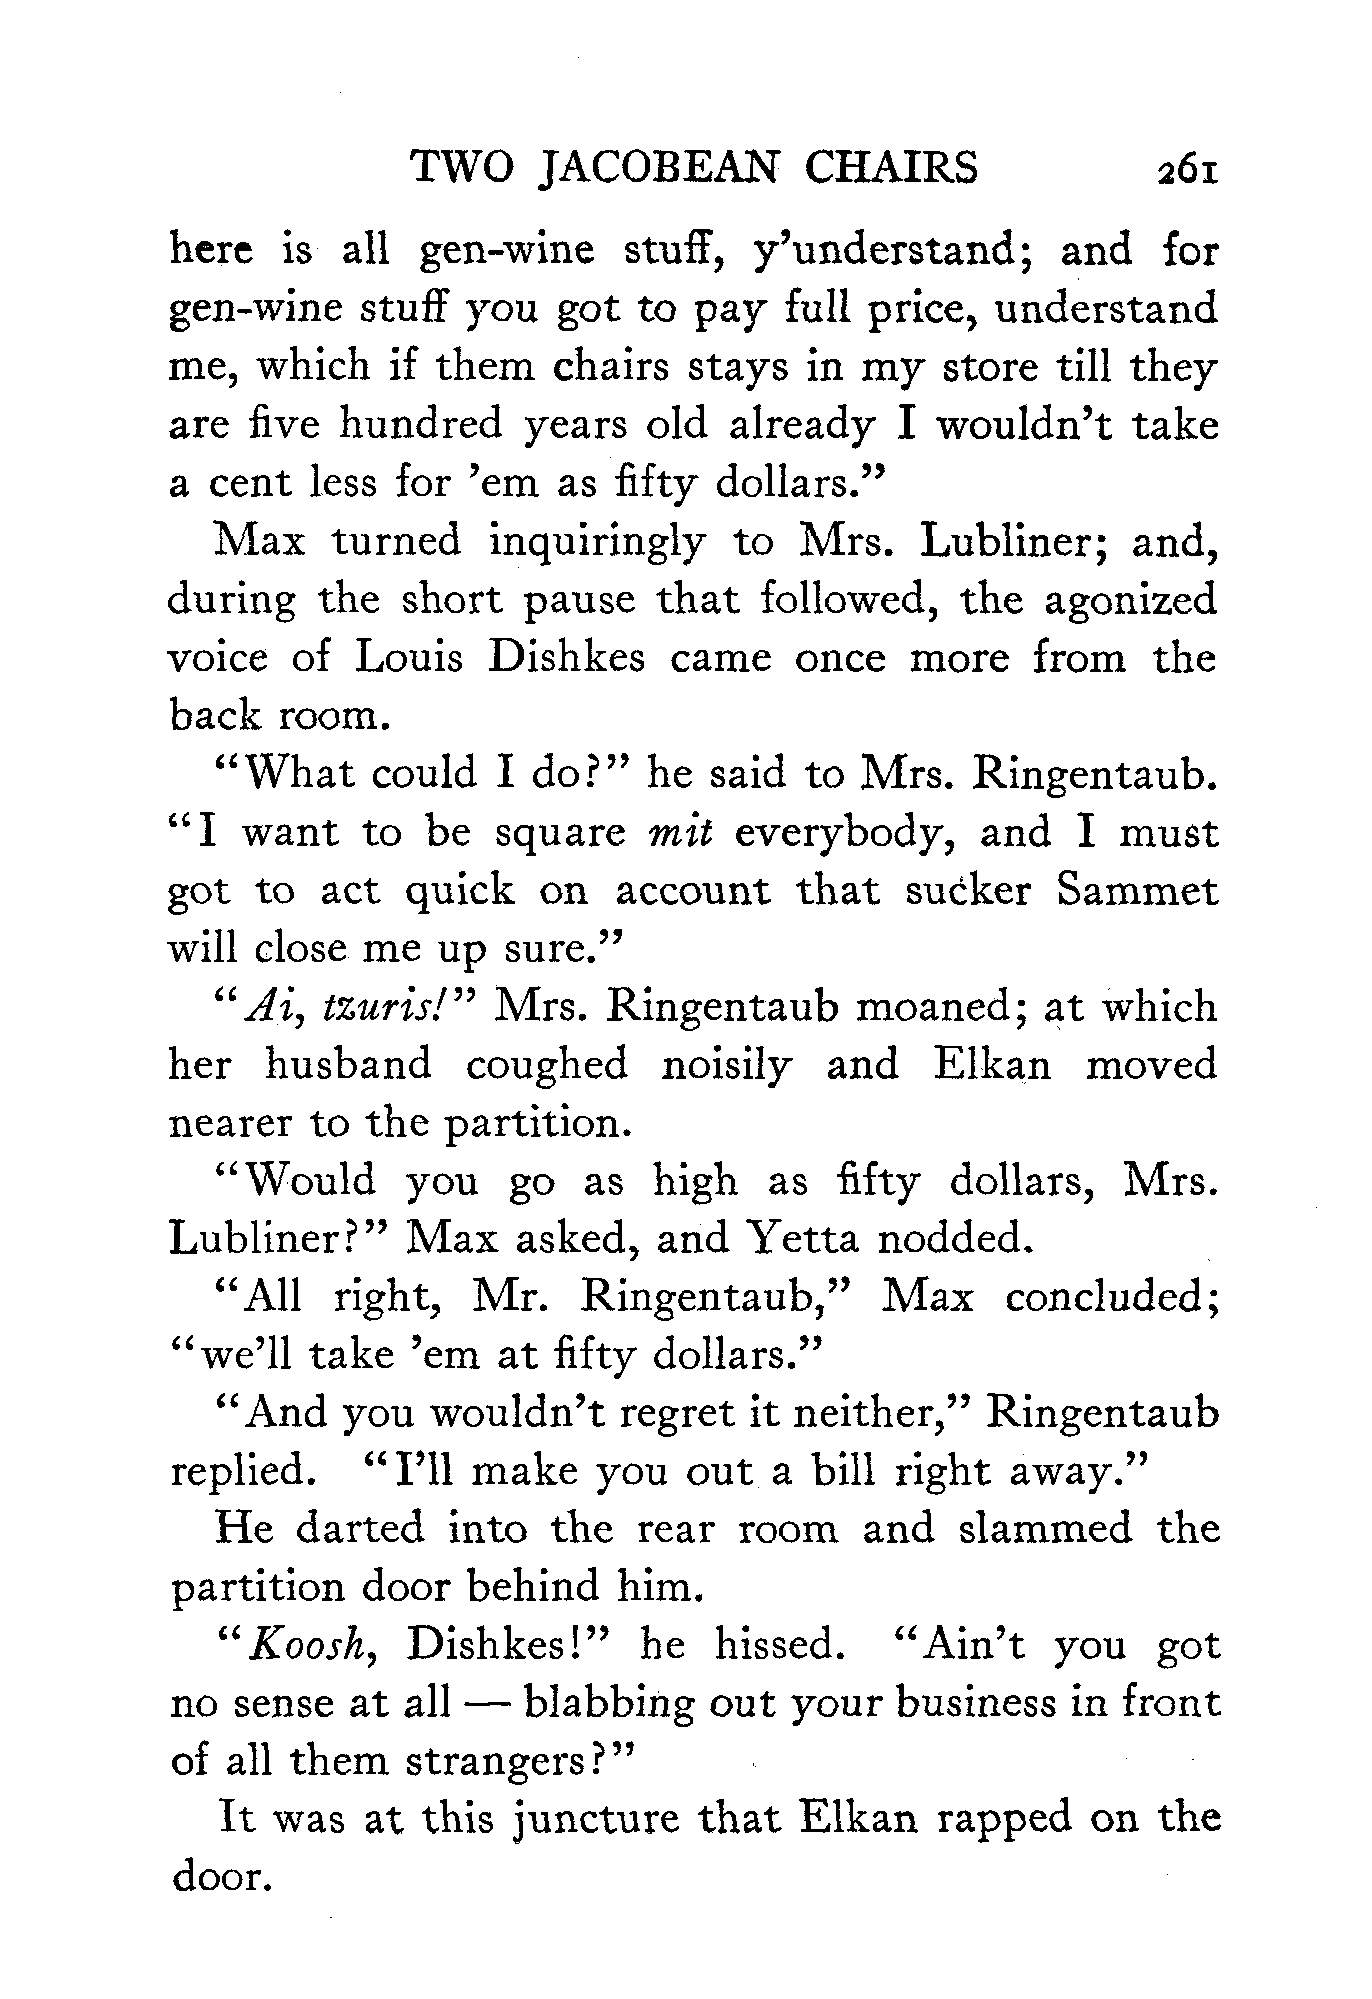 TWO JACOBEAN CHAIRS 261
here is all gen-wine stuff, y’understand; and for
gen-wine stuff you got to pay full price, understand
me, which if them chairs stays in my store till they
are five hundred years old already I wouldn’t take
a cent less for ’em as fifty dollars.”
Max turned inquiringly to Mrs. Lubliner; and,
during the short pause that followed, the agonized
voice of Louis Dishkes came once more from the
back room.
“What could I do?” he said to Mrs. Ringentaub.
“I want to be square mit everybody, and I must
got to act quick on account that sucker Sammet
will close me up sure.”
“Ai, tzuris!” Mrs. Ringentaub moaned; at which
her husband coughed noisily and Elkan moved
nearer to the partition.
“Would you go as high as fifty dollars, Mrs.
Lubliner?” Max asked, and Yetta nodded.
“All right, Mr. Ringentaub,” Max concluded;
“we’ll take ’em at fifty dollars.”
“And you wouldn’t regret it neither,” Ringentaub
replied. “I’ll make you out a bill right away.”
He darted into the rear room and slammed the
partition door behind him.
“Koosh, Dishkes!” he hissed. “Ain’t you got
no sense at all — blabbing out your business in front
of all them strangers?”
It was at this juncture that Elkan rapped on the
door.